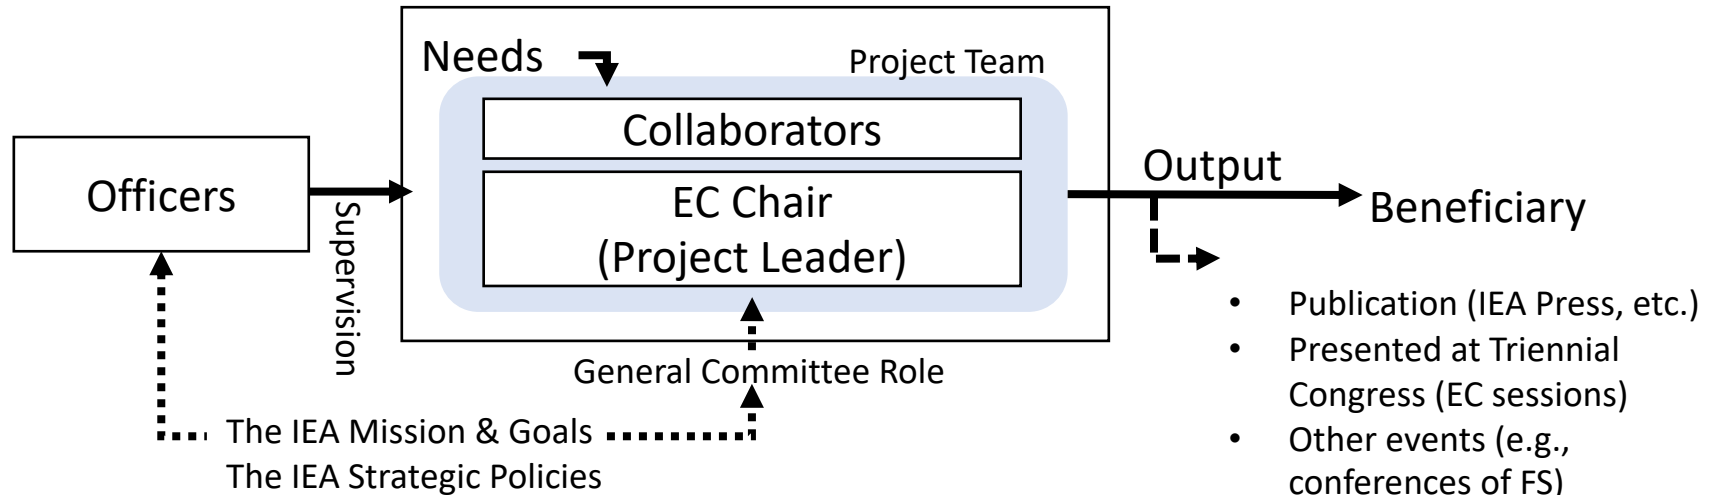 Needs
Project Team
Collaborators
Officers
Supervision
EC Chair
(Project Leader)
Output
Beneficiary
General Committee Role
The IEA Mission & Goals
The IEA Strategic Policies
• Publication (IEA Press, etc.)
• Presented at Triennial
Congress (EC sessions)
• Other events (e.g.,
conferences of FS)